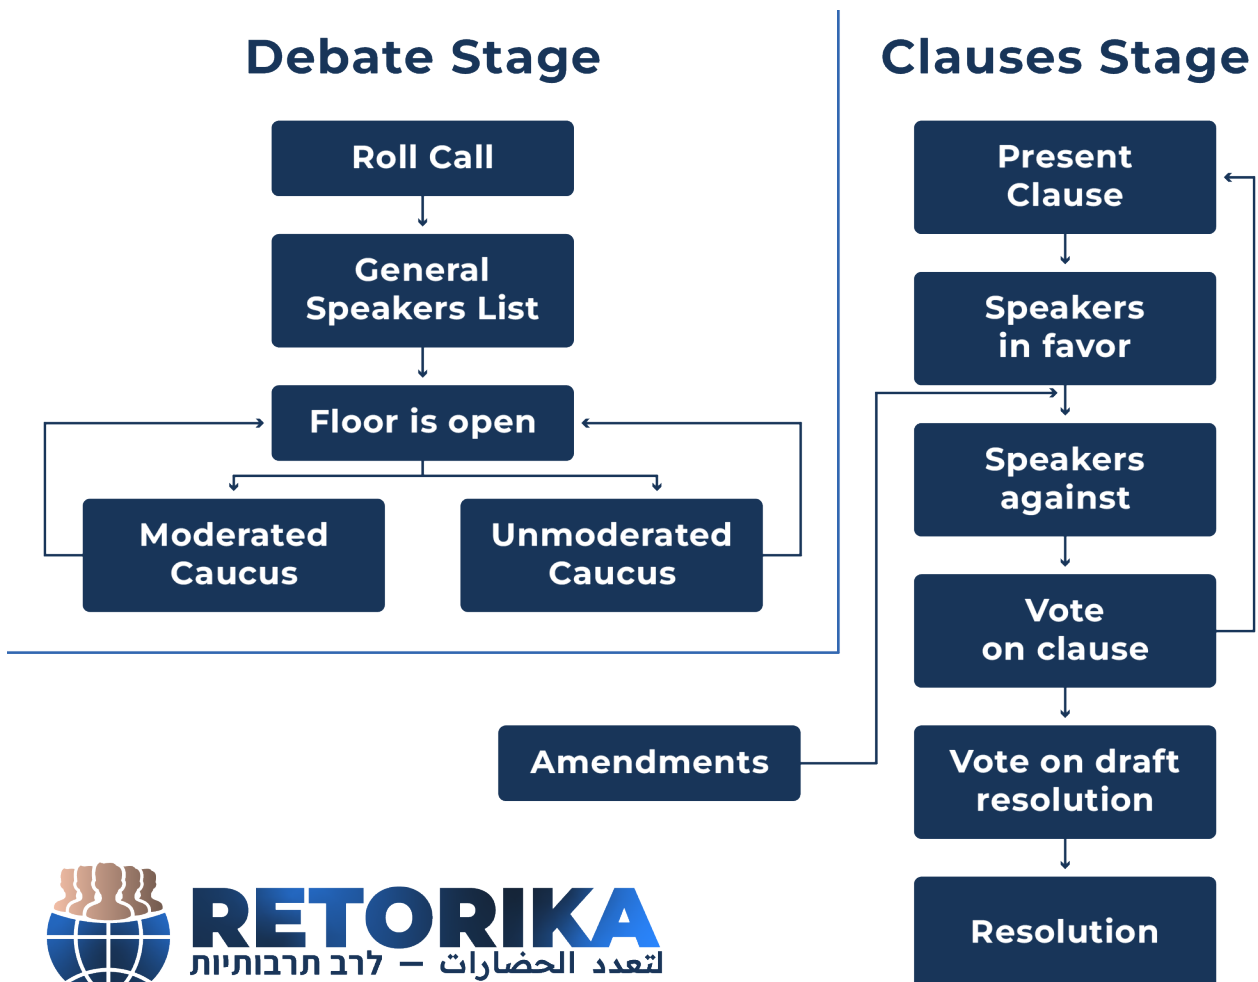 Debate Stage
Roll Call
General
Speakers List
Floor is open
Moderated
Caucus
Unmoderated
Caucus
Clauses Stage
Present
Clause
Speakers
in favor
Speakers
against
Vote
on clause
Amendments
Vote on draft
resolution
Resolution
RETORIKA
לרב תרבותיות – لتعدد الحضارات